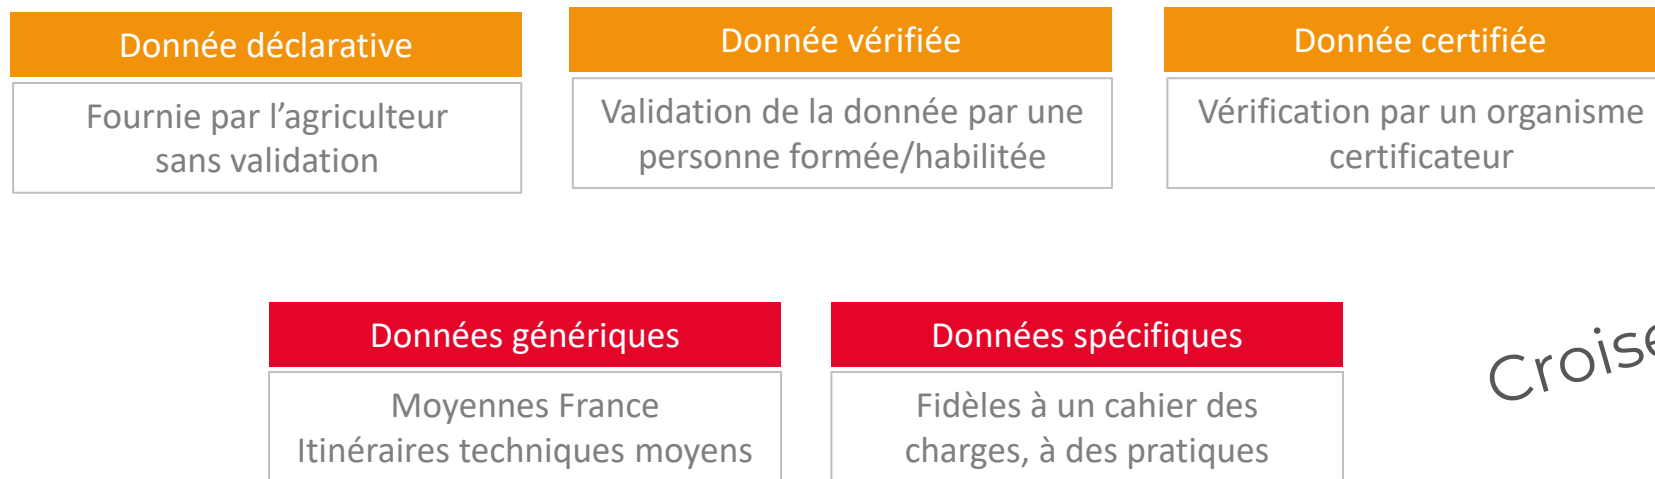 Donnée déclarative
Fournie par l’agriculteur
sans validation
Donnée vérifiée
Validation de la donnée par une
personne formée/habilitée
Donnée certifiée
Vérification par un organisme
certificateur
Données génériques
Moyennes France
Itinéraires techniques moyens
Données spécifiques
Fidèles à un cahier des
charges, à des pratiques